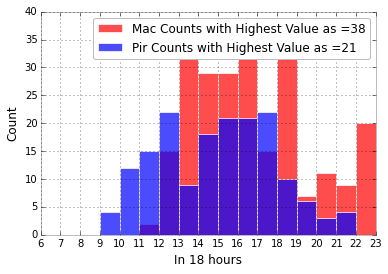 40
35
30
25
20
15
10
5
0
Count
Mac Counts with Highest Value as =38
Pir Counts with Highest Value as =21
6 7 8 9 10 11 12 13 14 15 16 17 18 19 20 21 22 23
In 18 hours